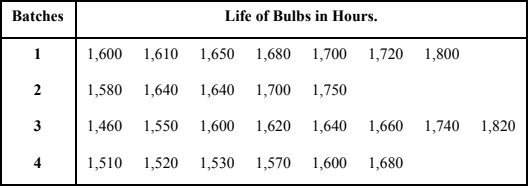 Batches Life of Bulbs in Hours.
1 1,600 1,610 1,650 1,680 1,700 1,720 1,800
2 1,580 1,640 1,640 1,700 1,750
3 1,460 1,550 1,600 1,620 1,640 1,660 1,740 1,820
4 1,510 1,520 1,530 1,570 1,600 1,680